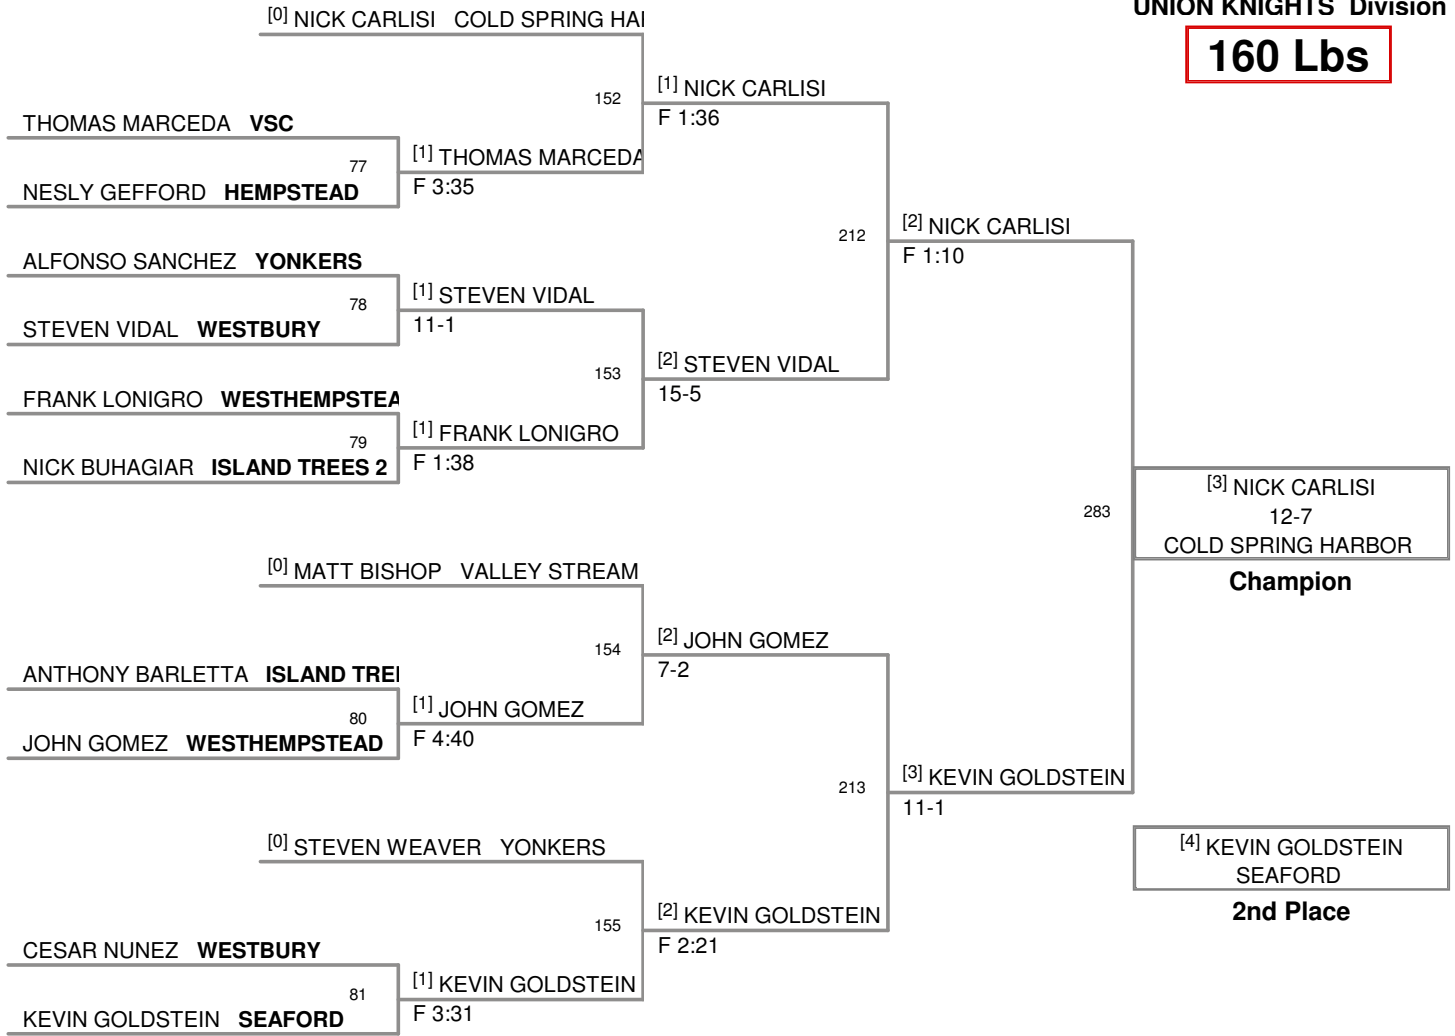 [0] NICK CARLISI COLD SPRING HAI
UNION KNIGHTS Division
160 Lbs
152
[1] NICK CARLISI
F 1:36
THOMAS MARCEDA VSC
77
[1] THOMAS MARCEDA
F 3:35
NESLY GEFFORD HEMPSTEAD
212
[2] NICK CARLISI
F 1:10
ALFONSO SANCHEZ YONKERS
78
[1] STEVEN VIDAL
11-1
STEVEN VIDAL WESTBURY
153
[2] STEVEN VIDAL
15-5
FRANK LONIGRO WESTHEMPSTEA
79
[1] FRANK LONIGRO
F 1:38
NICK BUHAGIAR ISLAND TREES 2
283
[3] NICK CARLISI
12-7
COLD SPRING HARBOR
Champion
[0] MATT BISHOP VALLEY STREAM
154
[2] JOHN GOMEZ
7-2
ANTHONY BARLETTA ISLAND TREI
80
[1] JOHN GOMEZ
F 4:40
JOHN GOMEZ WESTHEMPSTEAD
213
[3] KEVIN GOLDSTEIN
11-1
[0] STEVEN WEAVER YONKERS
[4] KEVIN GOLDSTEIN
SEAFORD
2nd Place
155
[2] KEVIN GOLDSTEIN
F 2:21
CESAR NUNEZ WESTBURY
81
[1] KEVIN GOLDSTEIN
F 3:31
KEVIN GOLDSTEIN SEAFORD